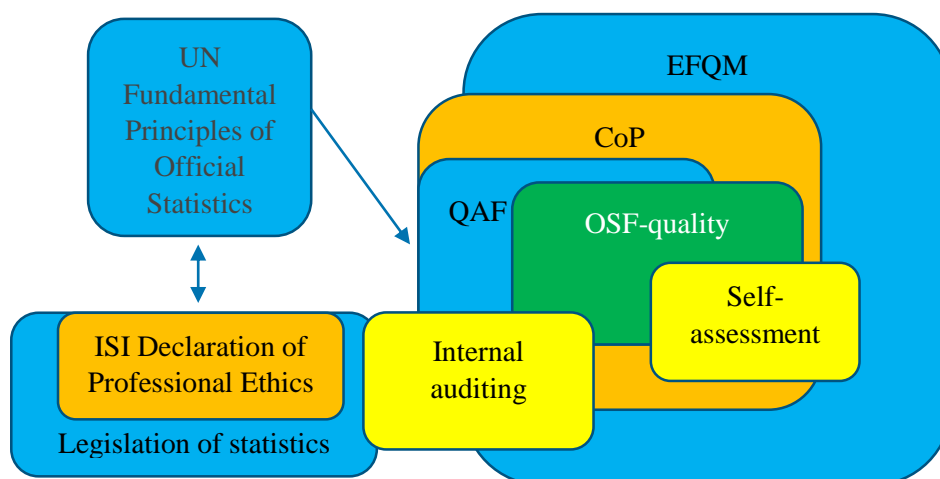 UN
Fundamental
Principles of
Official
Statistics
EFQM
CoP
QAF
OSF-quality
Self-
assessment
Internal
auditing
ISI Declaration of
Professional Ethics
Legislation of statistics